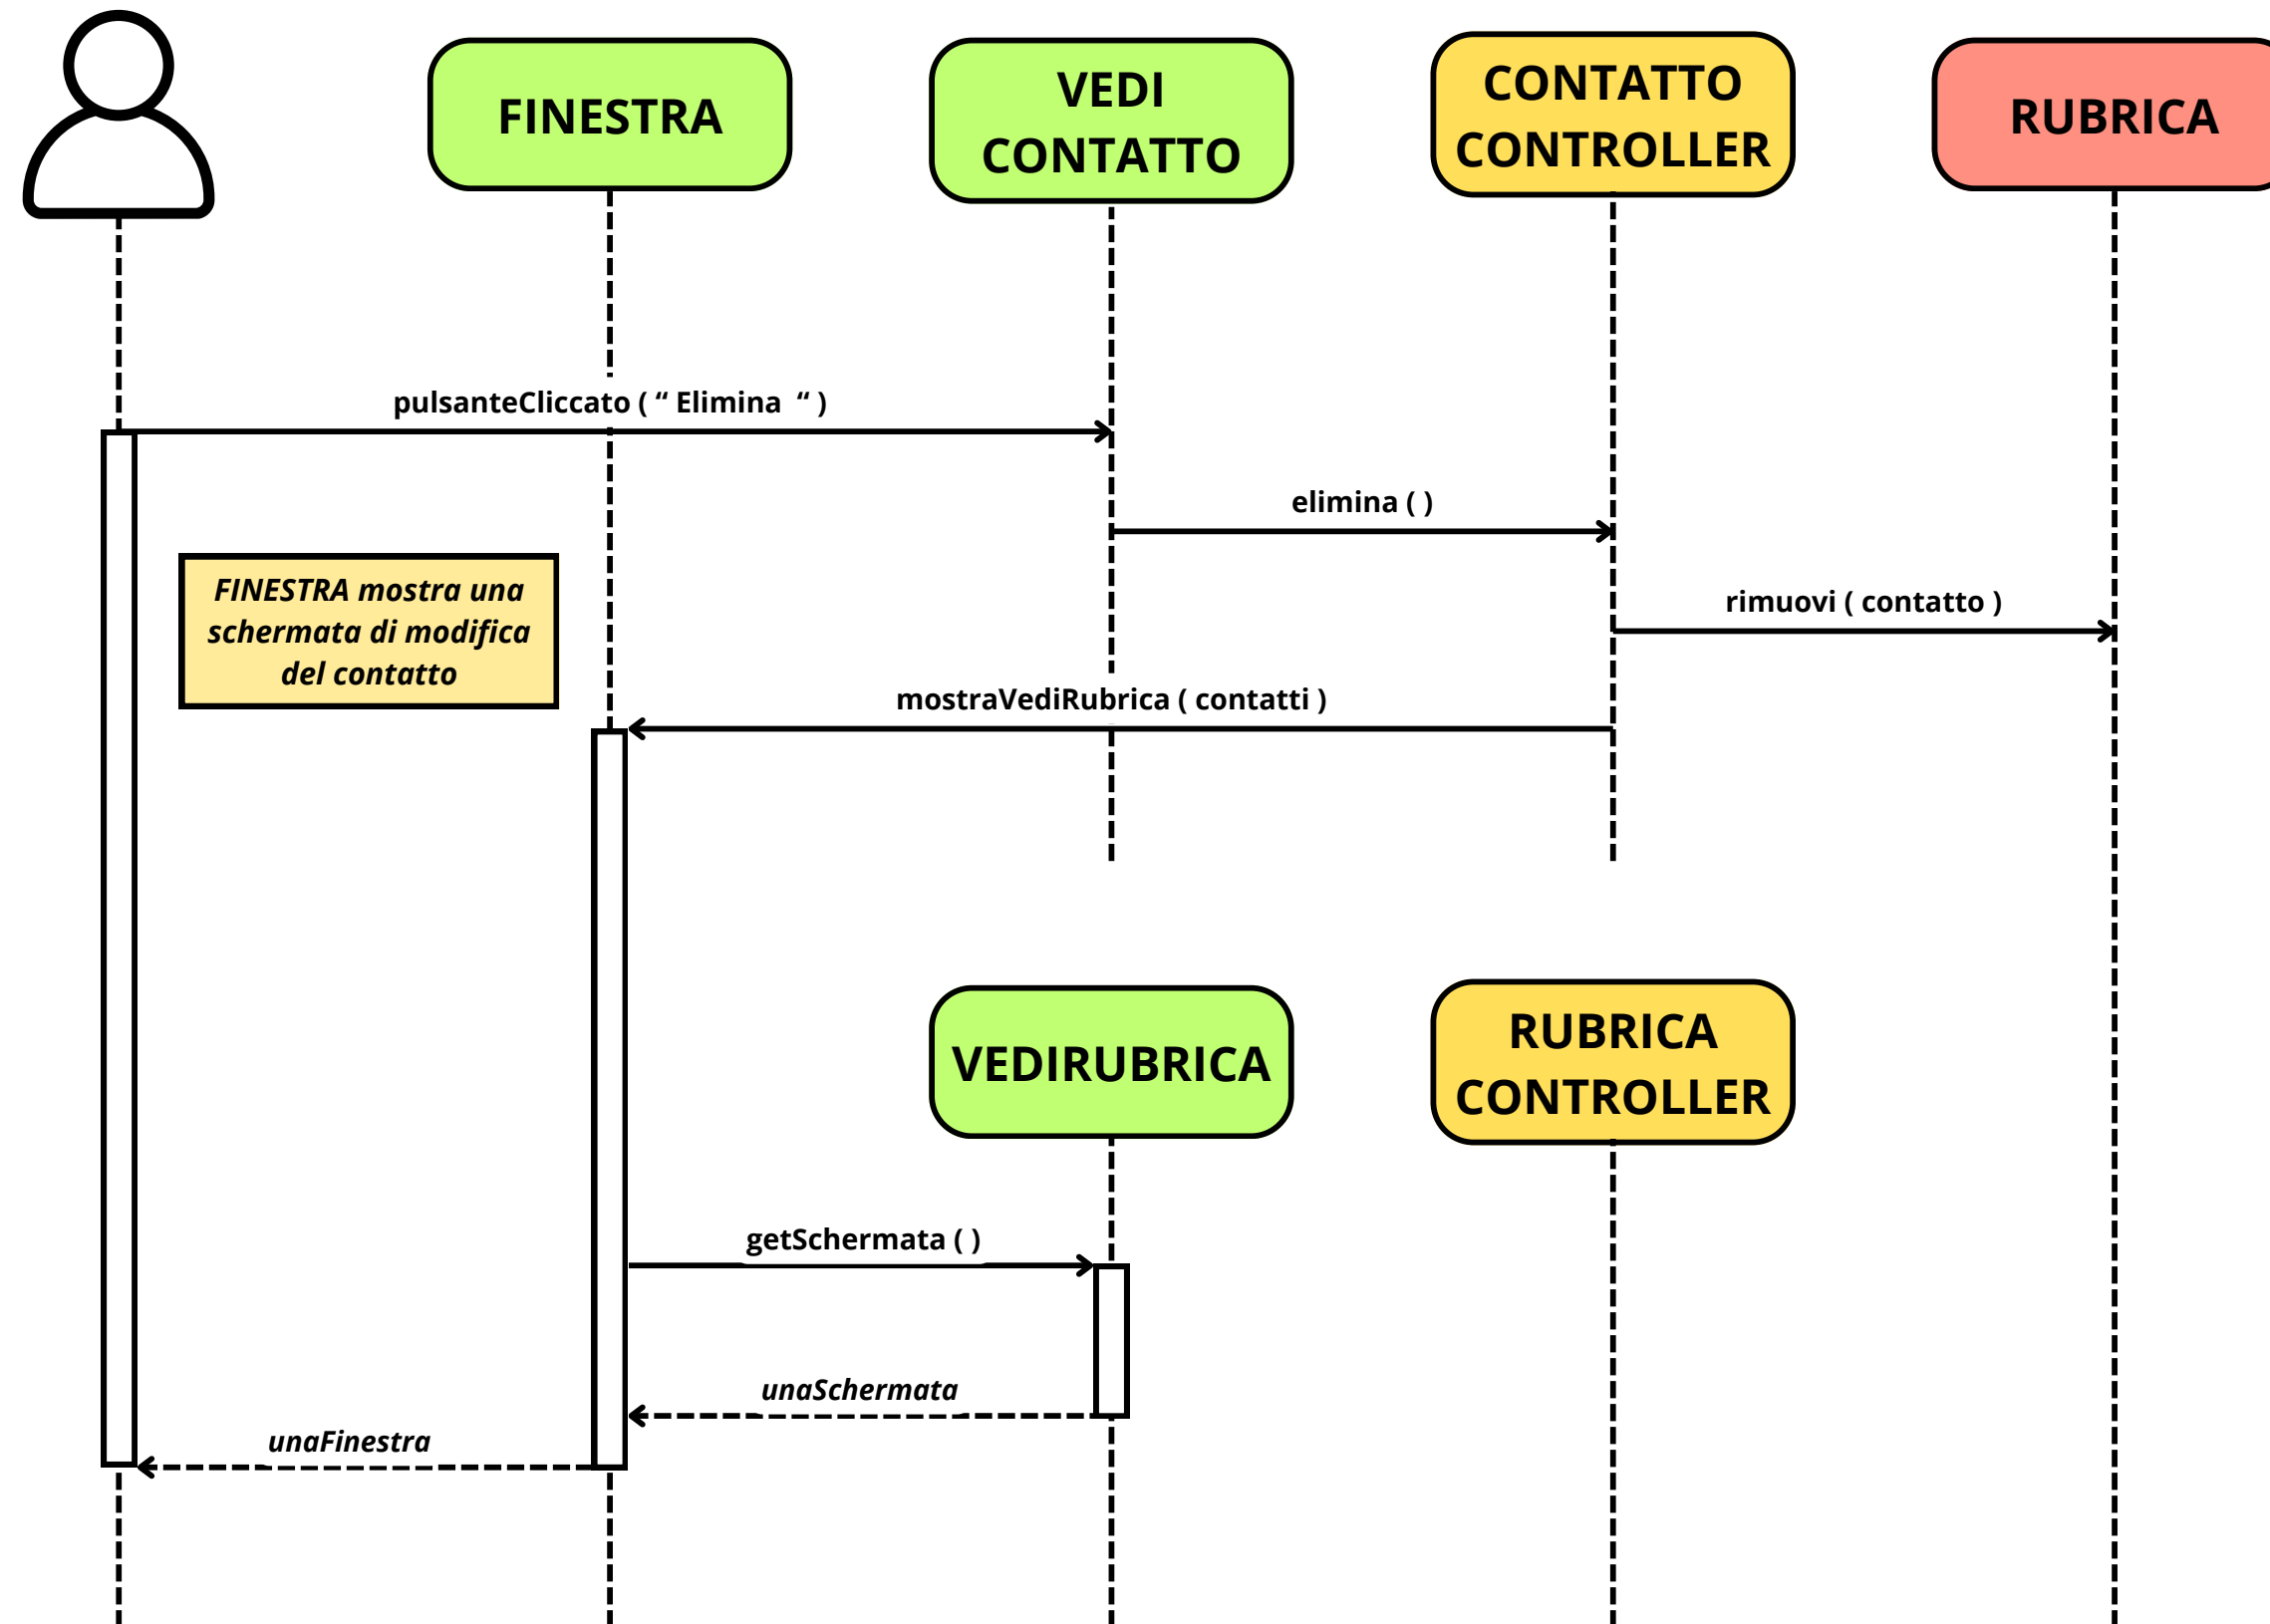 FINESTRA
VEDI
CONTATTO
CONTATTO
CONTROLLER
RUBRICA
pulsanteCliccato ( “ Elimina “ )
elimina ( )
FINESTRA mostra una
schermata di modifica
del contatto
rimuovi ( contatto )
mostraVediRubrica ( contatti )
VEDIRUBRICA
RUBRICA
CONTROLLER
getSchermata ( )
unaSchermata
unaFinestra